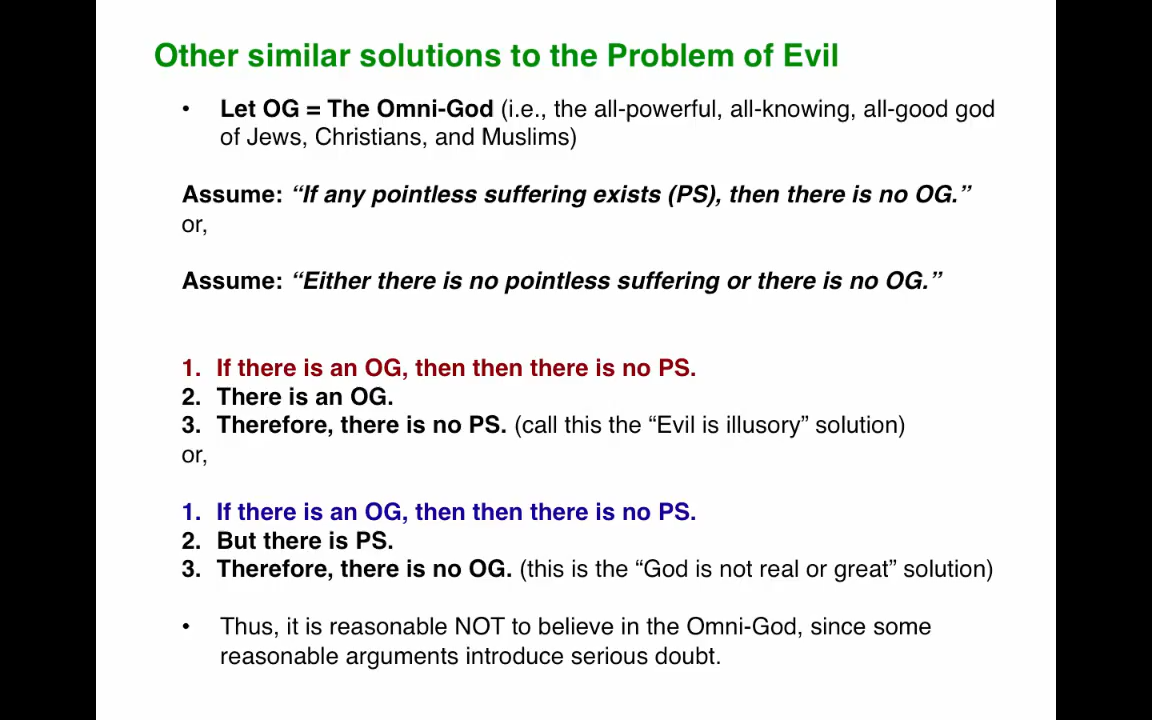 Other similar solutions to the Problem of Evil
• Let OG = The Omni-God (i.e., the all-powerful, all-knowing, all-good god
of Jews, Christians, and Muslims)
Assume: “If any pointless suffering exists (PS), then there is no OG.”
or,
Assume: “Either there is no pointless suffering or there is no OG.”
1. If there is an OG, then then there is no PS.
2. There is an OG.
3. Therefore, there is no PS. (call this the “Evil is illusory” solution)
or,
1. If there is an OG, then then there is no PS.
2. But there is PS.
3. Therefore, there is no OG. (this is the “God is not real or great” solution)
• Thus, it is reasonable NOT to believe in the Omni-God, since some
reasonable arguments introduce serious doubt.